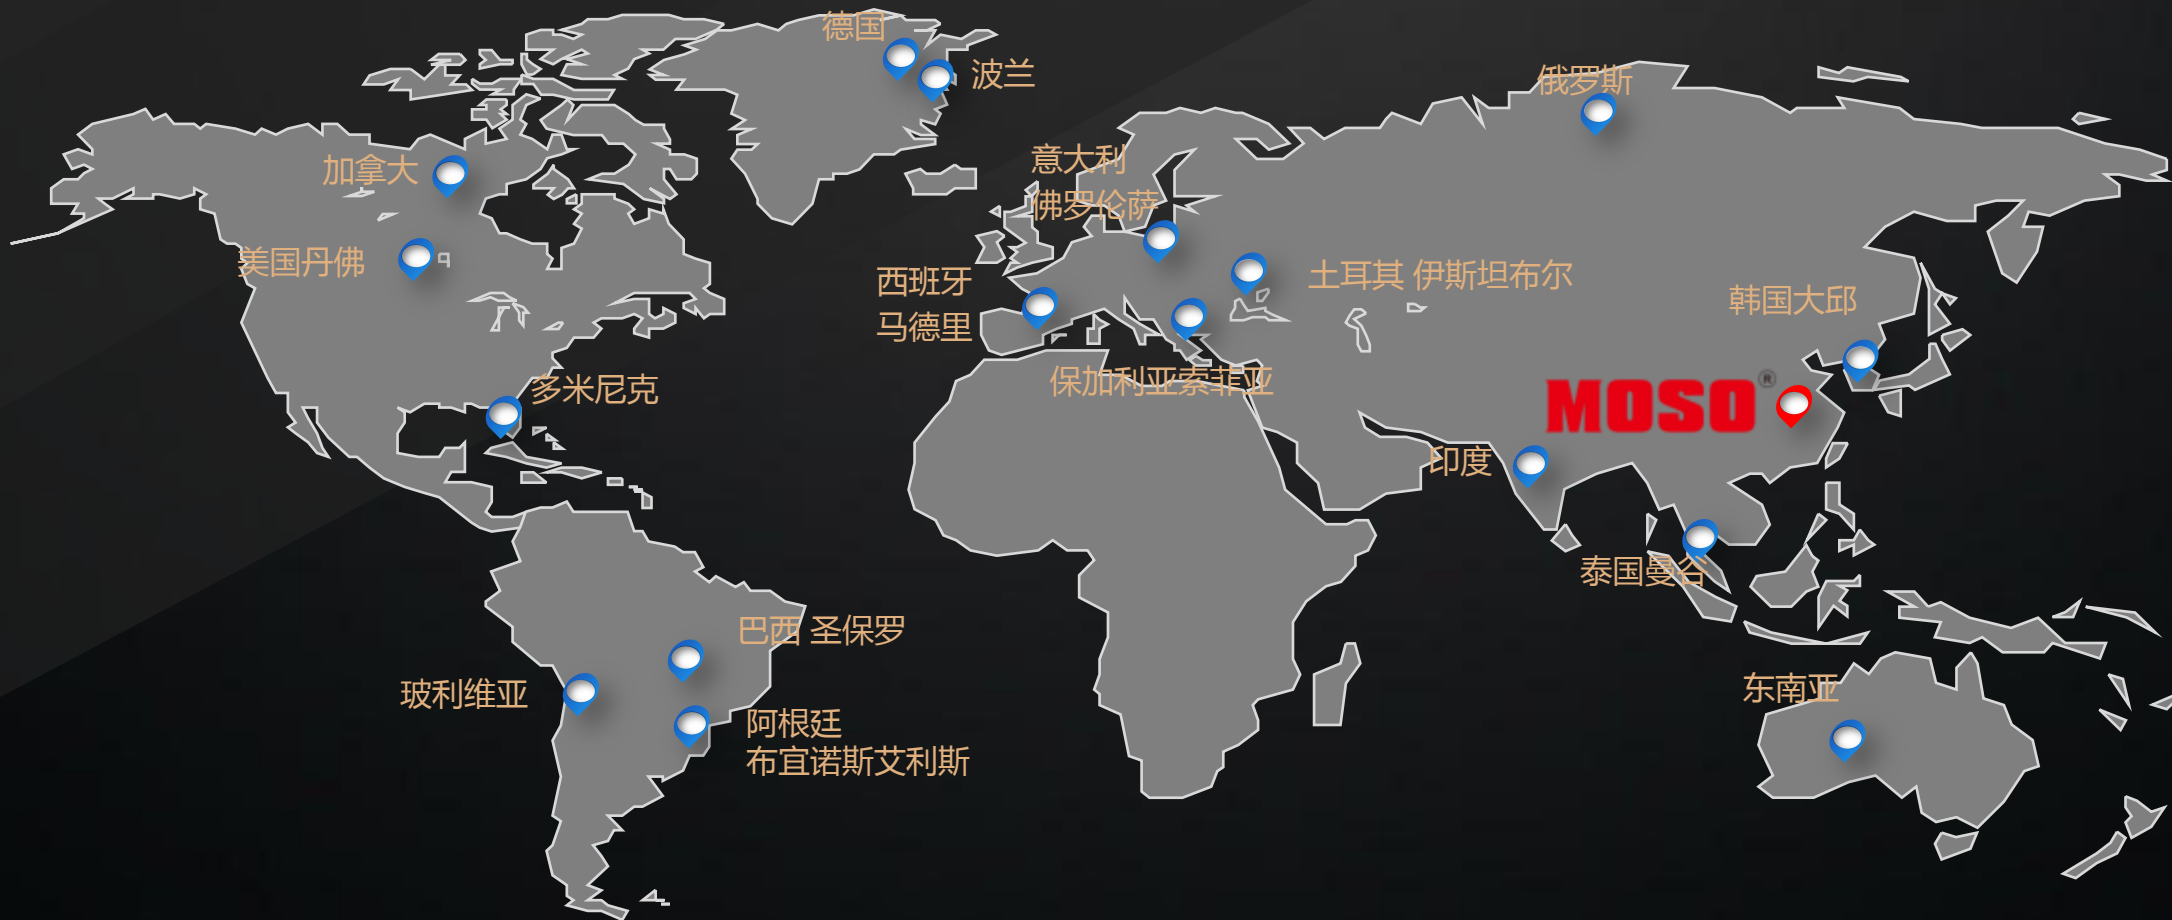 德国
波兰
俄罗斯
加拿大
意大利
佛罗伦萨
美国丹佛
西班牙
马德里
土耳其 伊斯坦布尔
韩国大邱
多米尼克
保加利亚索菲亚
MOSO®
印度
泰国曼谷
巴西 圣保罗
玻利维亚
东南亚
阿根廷
布宜诺斯艾利斯